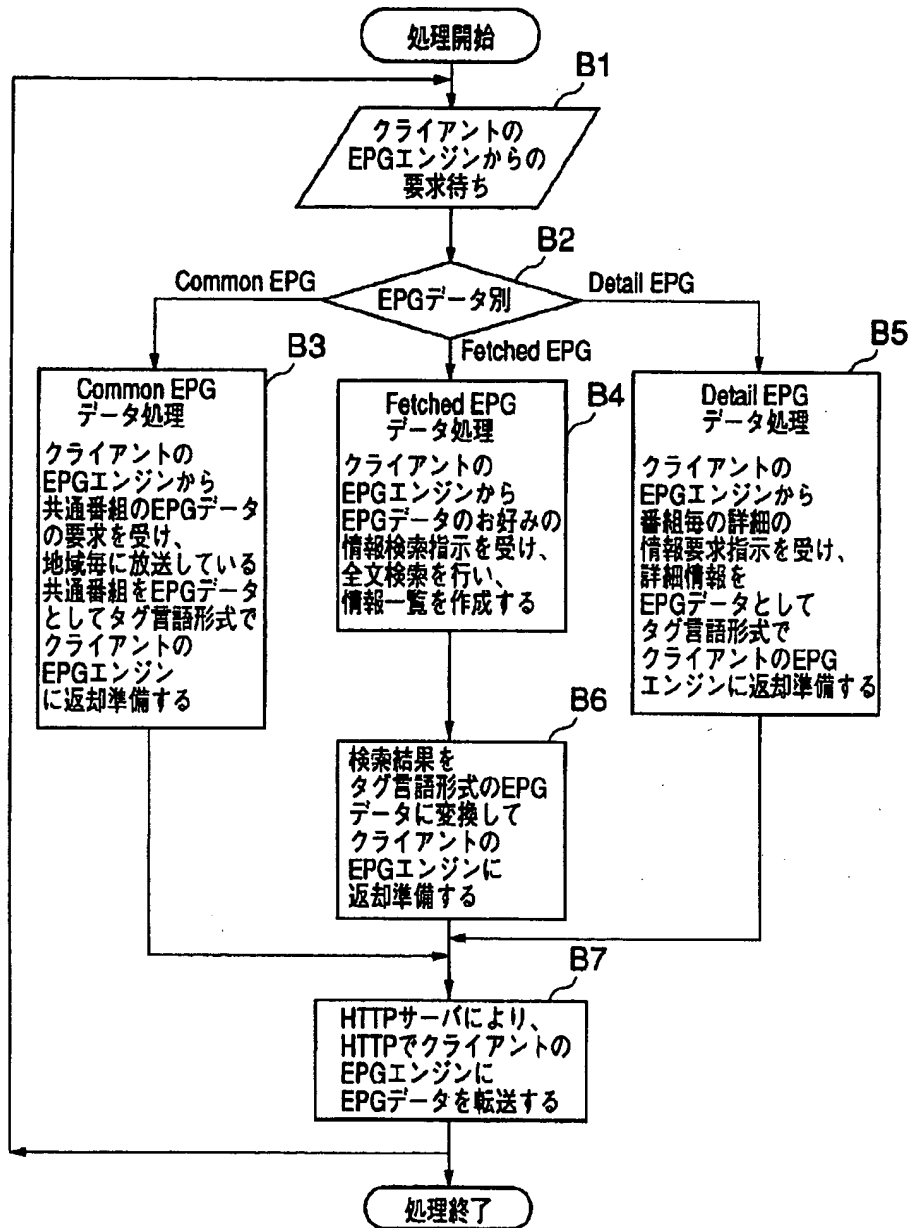 処理開始
B1
クライアントの
EPGエンジンからの
要求待ち
B2
Common EPG
EPGデータ別
Detail EPG
Fetched EPG
B3
Common EPG
データ処理
クライアントの
EPGエンジンから
共通番組のEPGデータ
の要求を受け、
地域毎に放送している
共通番組をEPGデータ
としてタグ言語形式で
クライアントの
EPGエンジン
に返却準備する
B4
Fetched EPG
データ処理
クライアントの
EPGエンジンから
EPGデータのお好みの
情報検索指示を受け、
全文検索を行い、
情報一覧を作成する
B5
Detail EPG
データ処理
クライアントの
EPGエンジンから
番組毎の詳細の
情報要求指示を受け、
詳細情報を
EPGデータとして
タグ言語形式で
クライアントのEPG
エンジンに返却準備する
B6
検索結果を
タグ言語形式のEPG
データに変換して
クライアントの
EPGエンジンに
返却準備する
B7
HTTPサーバにより、
HTTPでクライアントの
EPGエンジンに
EPGデータを転送する
処理終了